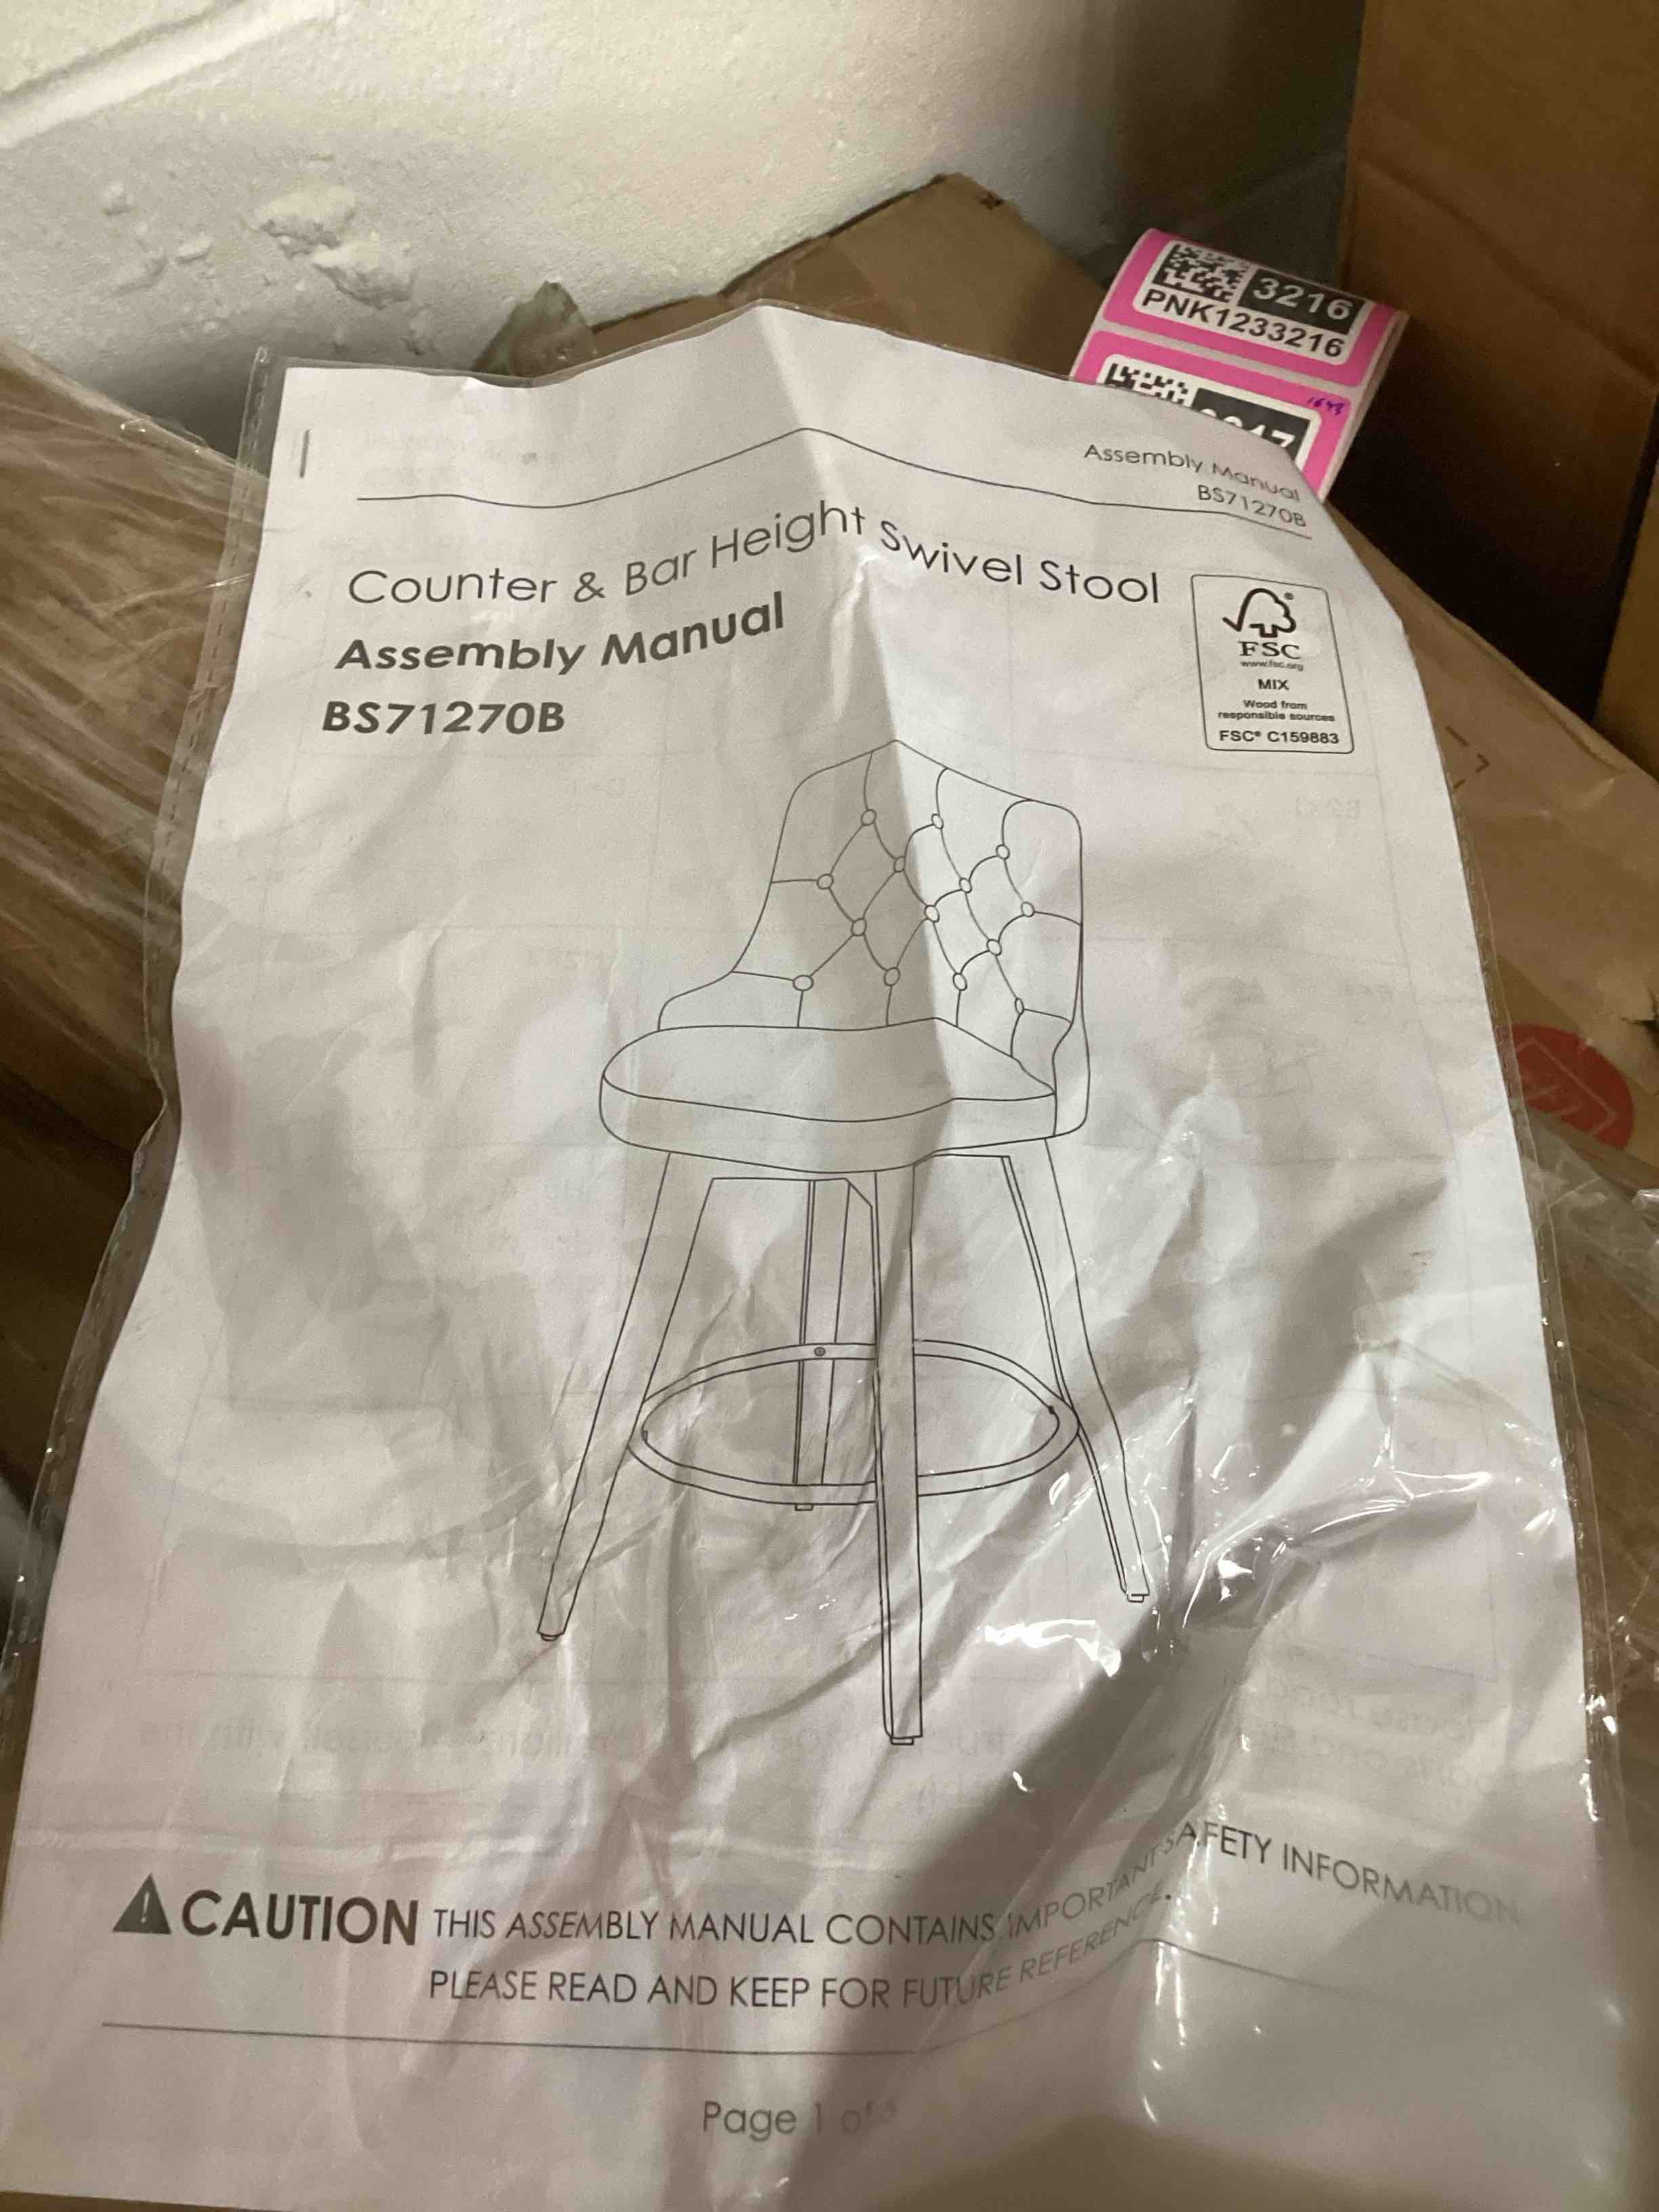 3216
PNK1233216
1643
Assembly Manual
BS71270B
Counter & Bar Height Swivel Stool
Assembly Manual
BS71270B
FSC
www.fsc.org
MIX
Wood from
responsible sources
FSC® C159883
CAUTION THIS ASSEMBLY MANUAL CONTAINS IMPORTANT SAFETY INFORMATION
PLEASE READ AND KEEP FOR FUTURE REFERENCE.
Page 1 of